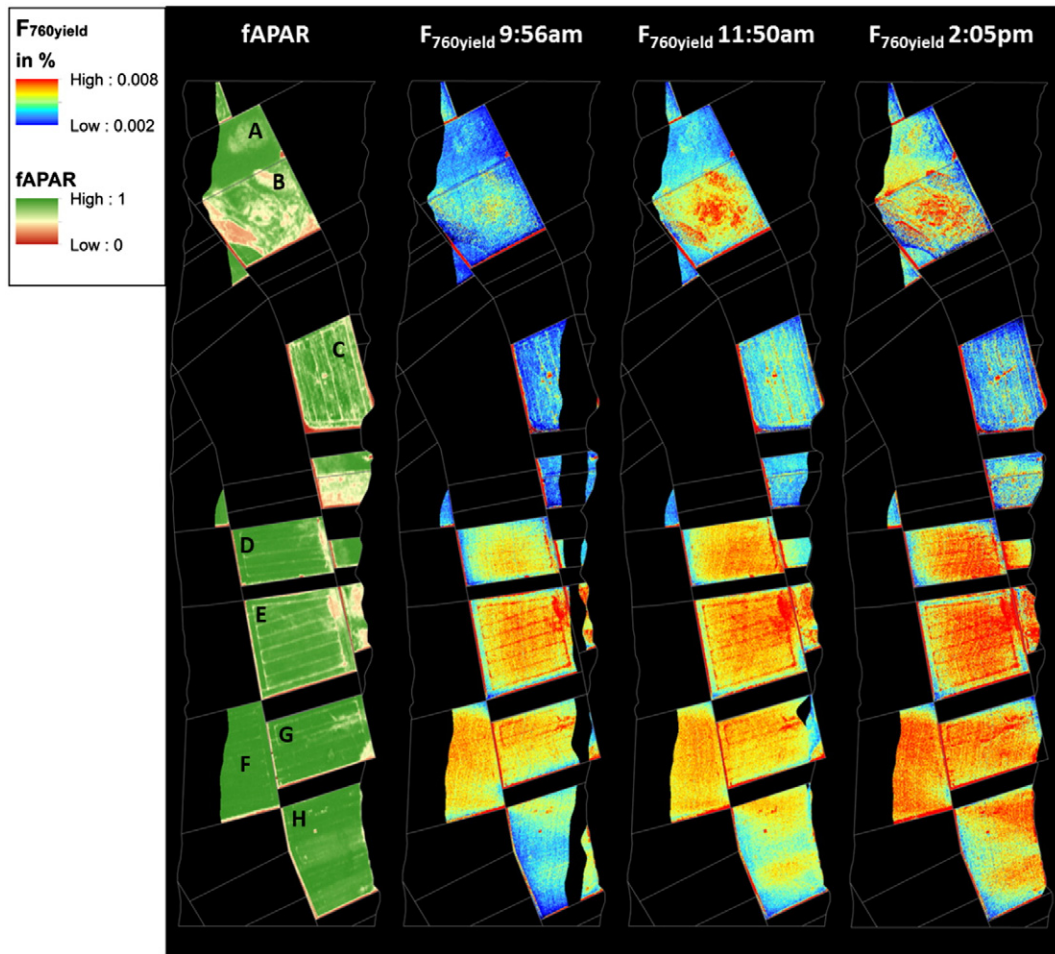 F760yield
in %
High : 0.008
Low : 0.002
fAPAR
High : 1
Low : 0
fAPAR
F760yield 9:56am
F760yield 11:50am
F760yield 2:05pm
A
B
C
D
E
F
G
H